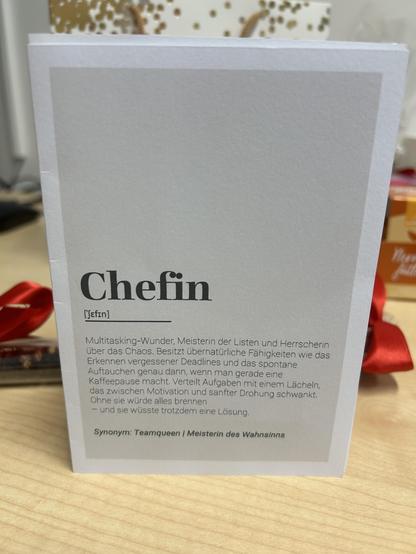 Chefin
['ʃɛfɪn]
Multitasking-Wunder, Meisterin der Listen und Herrscherin
über das Chaos. Besitzt übernatürliche Fähigkeiten wie das
Erkennen vergessener Deadlines und das spontane
Auftauchen genau dann, wenn man gerade eine
Kaffeepause macht. Verteilt Aufgaben mit einem Lächeln,
das zwischen Motivation und sanfter Drohung schwankt.
Ohne sie würde alles brennen
– und sie wüsste trotzdem eine Lösung.
Synonym: Teamqueen | Meisterin des Wahnsinns